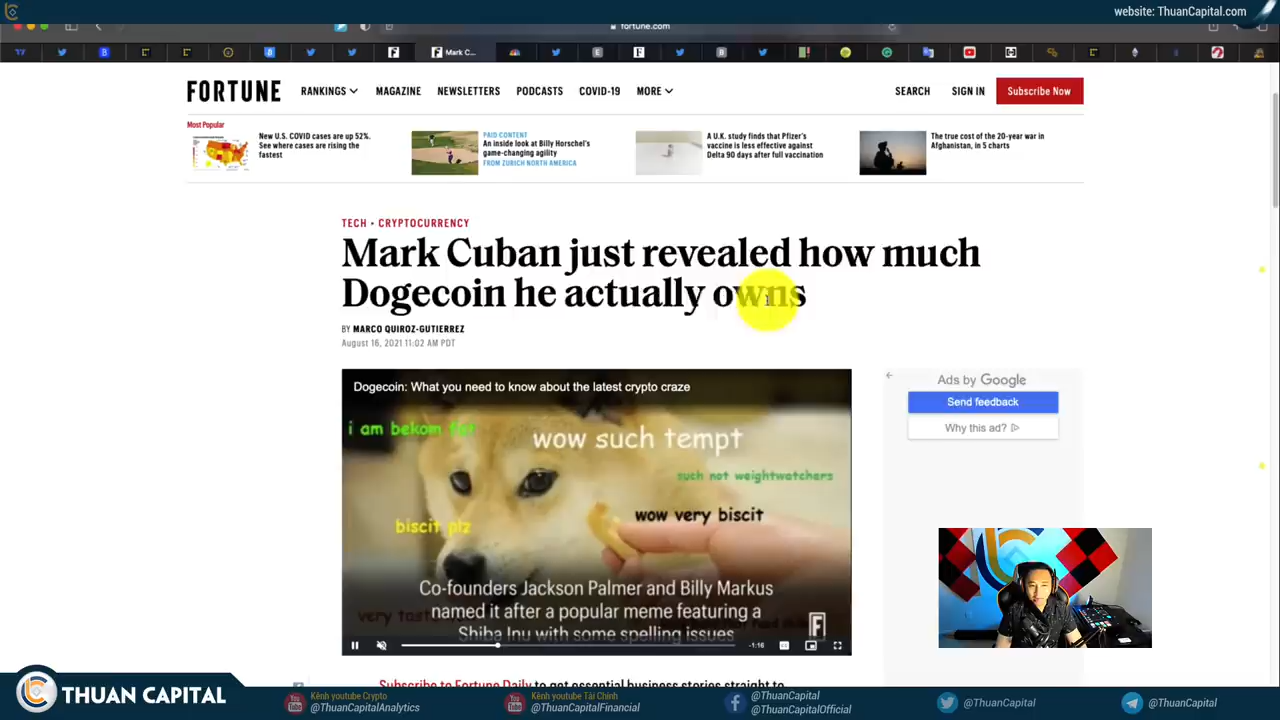 website: ThuanCapital.com
fortune.com
Mark C...
FORTUNE
RANKINGS
MAGAZINE
NEWSLETTERS
PODCASTS
COVID-19
MORE
SEARCH
SIGN IN
Subscribe Now
Most Popular
New U.S. COVID cases are up 52%.
See where cases are rising the
fastest
PAID CONTENT
An inside look at Billy Horschel's
game-changing agility
FROM ZURICH NORTH AMERICA
A U.K. study finds that Pfizer's
vaccine is less effective against
Delta 90 days after full vaccination
The true cost of the 20-year war in
Afghanistan, in 5 charts
TECH • CRYPTOCURRENCY
Mark Cuban just revealed how much
Dogecoin he actually owns
BY MARCO QUIROZ-GUTIERREZ
August 16, 2021 11:02 AM PDT
Dogecoin: What you need to know about the latest crypto craze
i am bekom fat
wow such tempt
such not weightwatchers
wow very biscit
biscit plz
Co-founders Jackson Palmer and Billy Markus
named it after a popular meme featuring a
Shiba Inu with some spelling issues
F
-1:16
Ads by Google
Send feedback
Why this ad?
Subscribe to Fortune Daily to get essential business stories straight to
THUAN CAPITAL
Kênh youtube Crypto
@ThuanCapitalAnalytics
Kênh youtube Tài Chính
@ThuanCapitalFinancial
@ThuanCapital
@ThuanCapitalOfficial
@ThuanCapital
@ThuanCapital